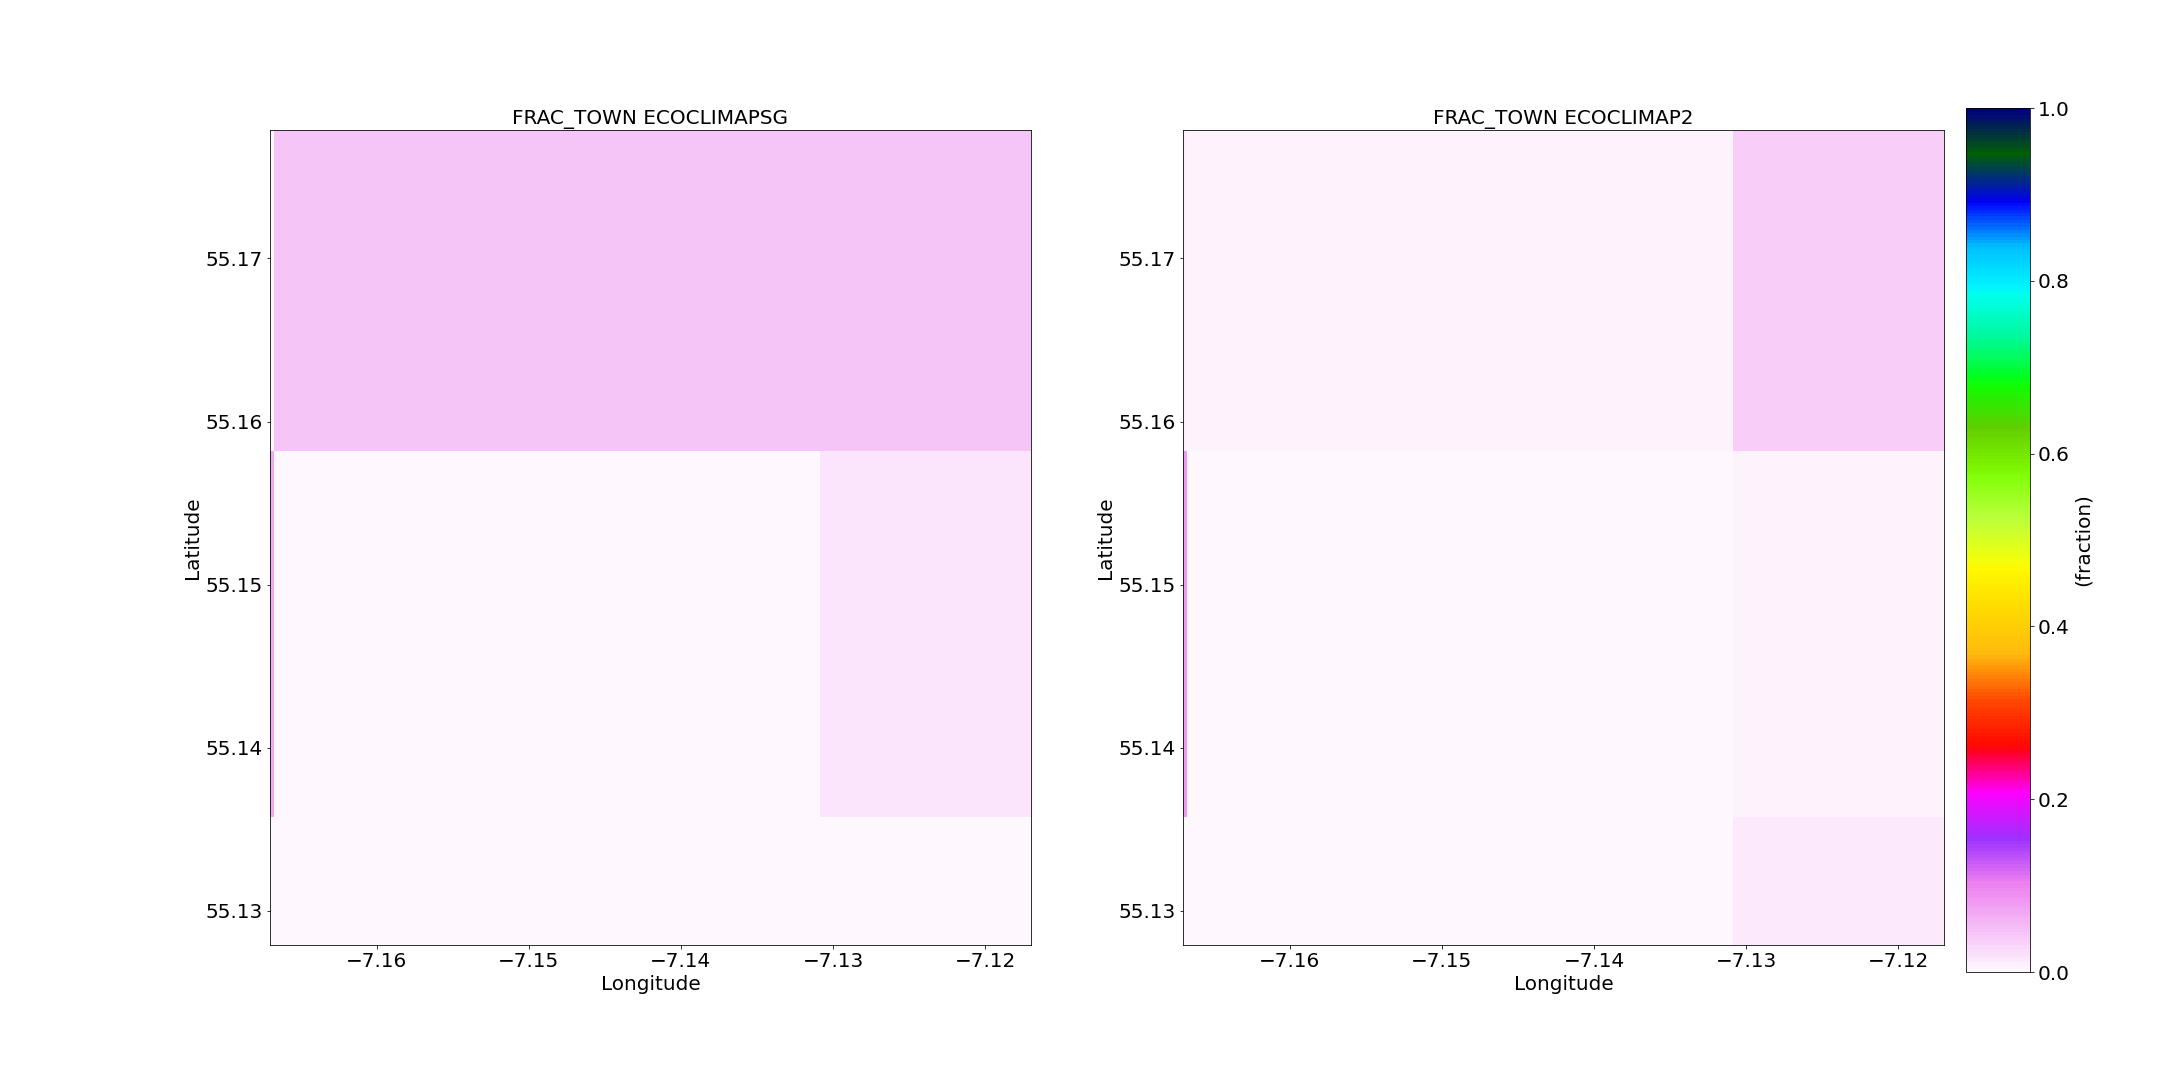 FRAC_TOWN ECOCLIMAPSG
Latitude
55.17
55.16
55.15
55.14
55.13
−7.16 −7.15 −7.14 −7.13 −7.12
Longitude
FRAC_TOWN ECOCLIMAP2
Latitude
55.17
55.16
55.15
55.14
55.13
−7.16 −7.15 −7.14 −7.13 −7.12
Longitude
1.0
0.8
0.6
0.4
0.2
0.0
(fraction)